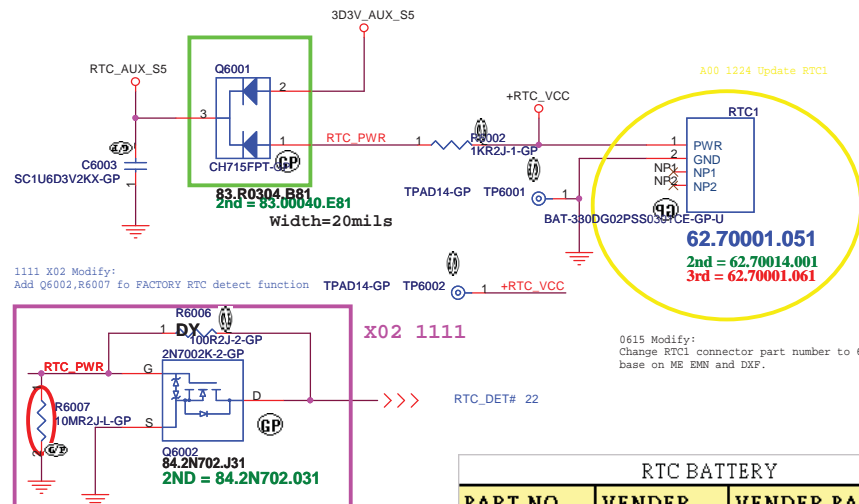 3D3V_AUX_S5
RTC_AUX_S5
Q6001
2
3
1
RTC_PWR
CH715FPT-GP
GP
83.R0304.B81
2nd = 83.00040.E81
Width=20mils
C6003
SC1U6D3V2KX-GP
1
+RTC_VCC
1
R6002
1KR2J-1-GP
TPAD14-GP TP6001
1
A00 1224 Update RTC1
RTC1
1
2
NP1
NP2
PWR
GND
NP1
NP2
62.70001.051
2nd = 62.70014.001
3rd = 62.70001.061
1111 X02 Modify:
Add Q6002,R6007 fo FACTORY RTC detect function
TPAD14-GP TP6002
1
+RTC_VCC
0615 Modify:
Change RTC1 connector part number to 6
base on ME EMN and DXF.
X02 1111
R6006
1
DY
100R2J-2-GP
2N7002K-2-GP
RTC_PWR
G
D
S
R6007
10MR2J-L-GP
GP
Q6002
84.2N702.J31
2ND = 84.2N702.031
RTC_DET# 22
RTC BATTERY
PART NO
VENDER
VENDER PA